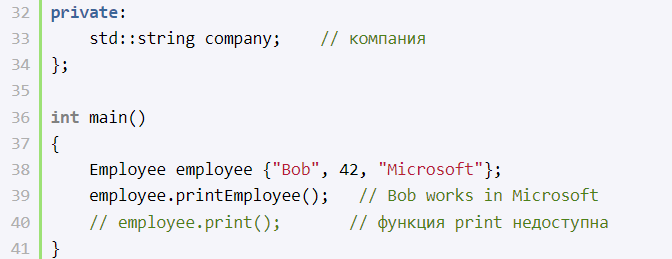 32 private:
33     std::string company;    // компания
34 };
35
36 int main()
37 {
38     Employee employee {"Bob", 42, "Microsoft"};
39     employee.printEmployee();   // Bob works in Microsoft
40     // employee.print();       // функция print недоступна
41 }